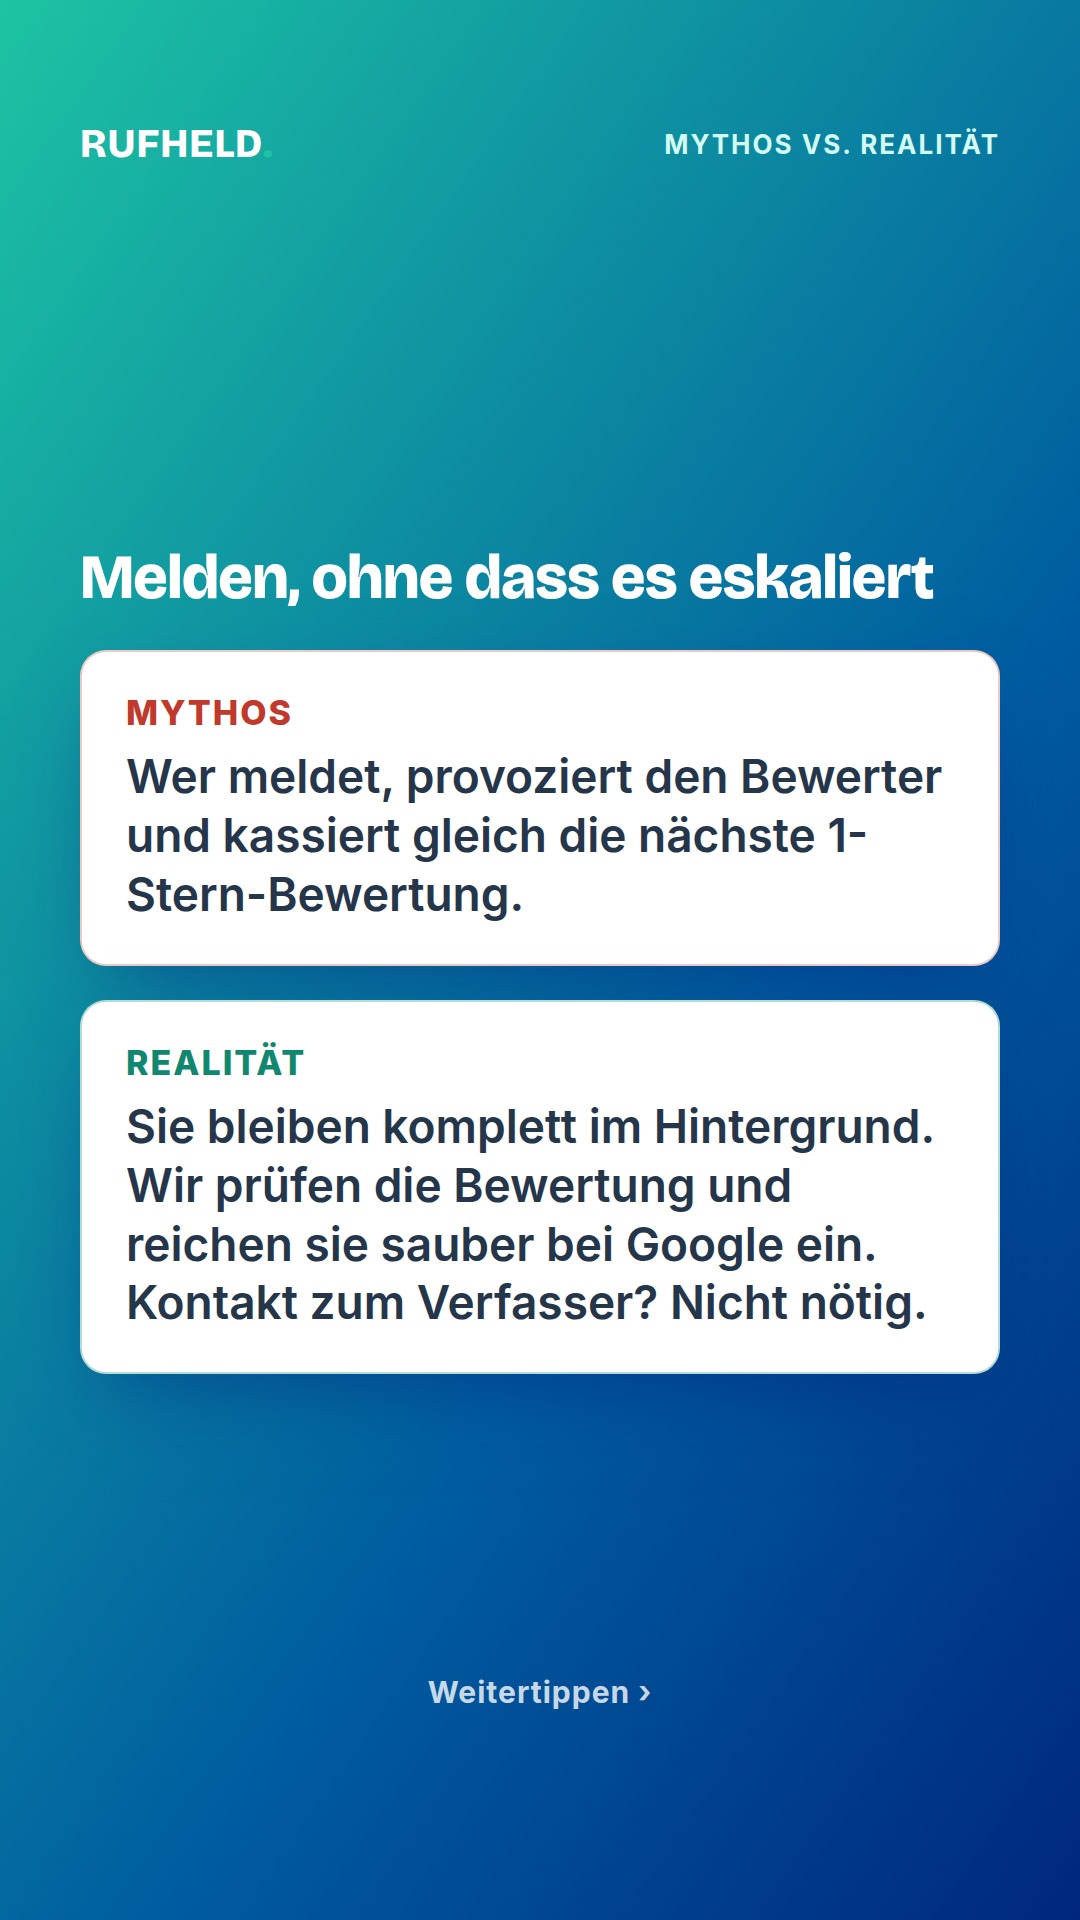 RUFHELD.
MYTHOS VS. REALITÄT
Melden, ohne dass es eskaliert
MYTHOS
Wer meldet, provoziert den Bewerter
und kassiert gleich die nächste 1-
Stern-Bewertung.
REALITÄT
Sie bleiben komplett im Hintergrund.
Wir prüfen die Bewertung und
reichen sie sauber bei Google ein.
Kontakt zum Verfasser? Nicht nötig.
Weitertippen ›